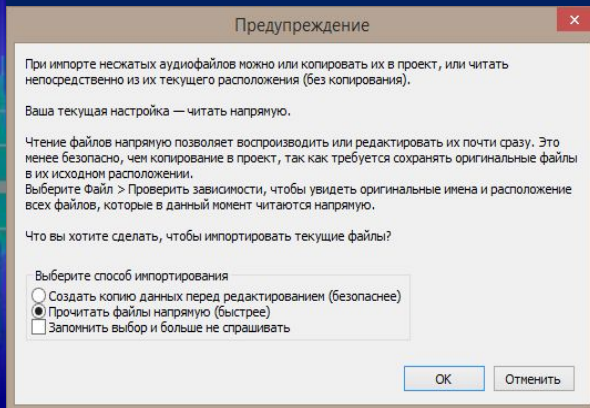 Предупреждение
При импорте несжатых аудиофайлов можно или копировать их в проект, или читать
непосредственно из их текущего расположения (без копирования).
Ваша текущая настройка — читать напрямую.
Чтение файлов напрямую позволяет воспроизводить или редактировать их почти сразу. Это
менее безопасно, чем копирование в проект, так как требуется сохранять оригинальные файлы
в их исходном расположении.
Выберите Файл > Проверить зависимости, чтобы увидеть оригинальные имена и расположение
всех файлов, которые в данный момент читаются напрямую.
Что вы хотите сделать, чтобы импортировать текущие файлы?
Выберите способ импортирования
Создать копию данных перед редактированием (безопаснее)
Прочитать файлы напрямую (быстрее)
Запомнить выбор и больше не спрашивать
ОК Отменить